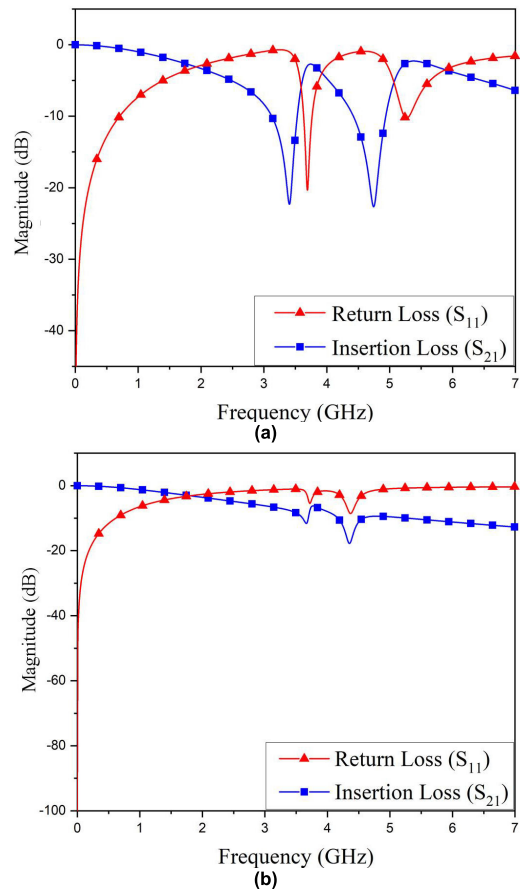 0
-10
-20
-30
-40
Magnitude (dB)
Return Loss (S₁₁)
Insertion Loss (S₂₁)
0 1 2 3 4 5 6 7
Frequency (GHz)
(a)
0
-20
-40
-60
-80
-100
Magnitude (dB)
Return Loss (S₁₁)
Insertion Loss (S₂₁)
0 1 2 3 4 5 6 7
Frequency (GHz)
(b)